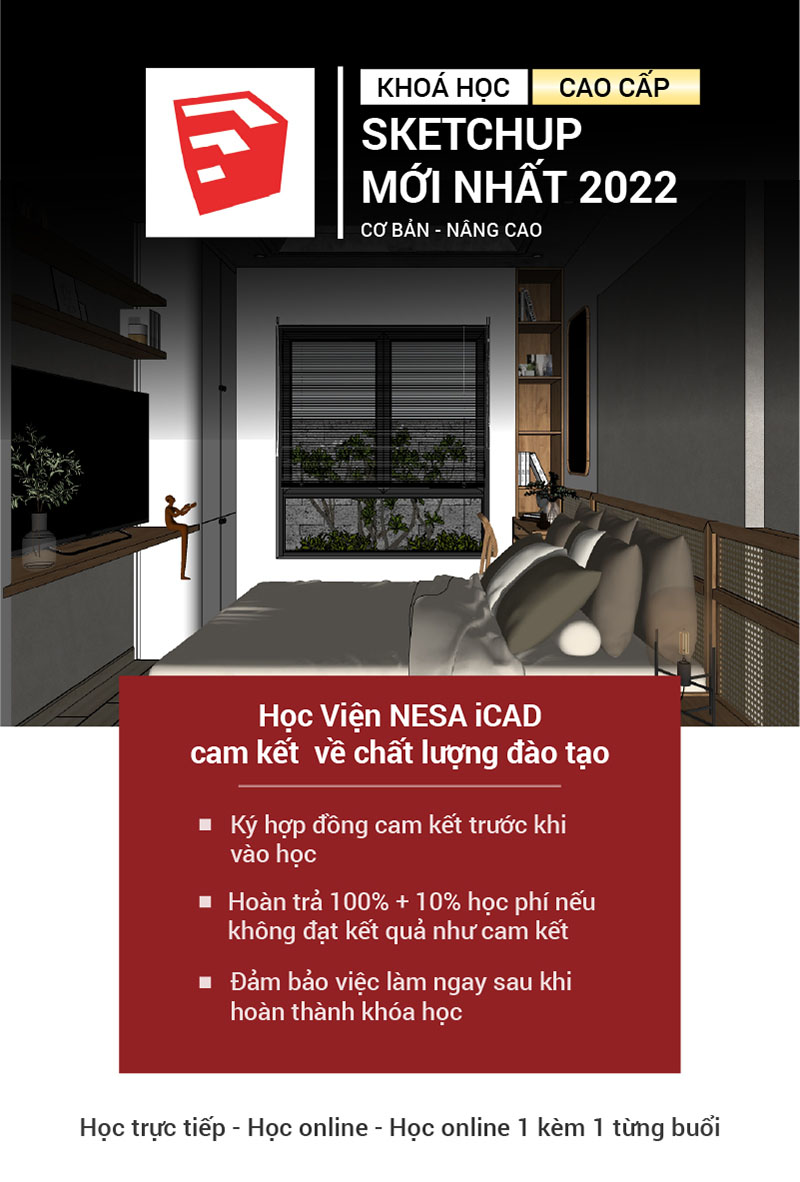 KHOÁ HỌC CAO CẤP
SKETCHUP
MỚI NHẤT 2022
CƠ BẢN - NÂNG CAO
Học Viện NESA iCAD
cam kết về chất lượng đào tạo
Ký hợp đồng cam kết trước khi
vào học
Hoàn trả 100% + 10% học phí nếu
không đạt kết quả như cam kết
Đảm bảo việc làm ngay sau khi
hoàn thành khóa học
Học trực tiếp - Học online - Học online 1 kèm 1 từng buổi